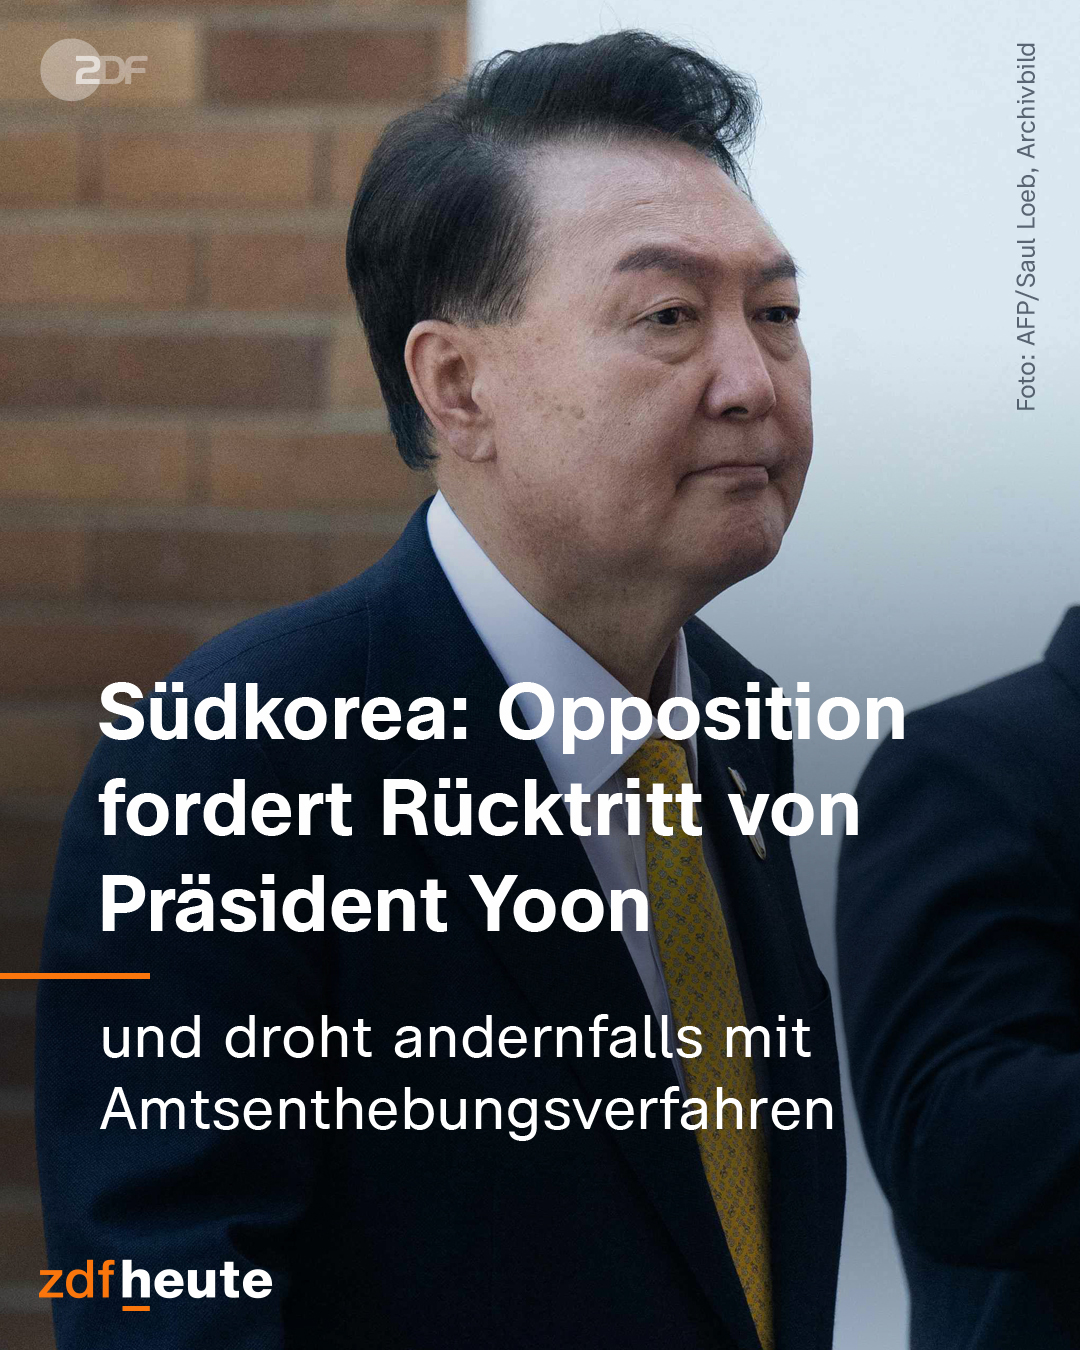 ZDF
Foto: AFP/Saul Loeb, Archivbild
Südkorea: Opposition
fordert Rücktritt von
Präsident Yoon
und droht andernfalls mit
Amtsenthebungsverfahren
zdfheute